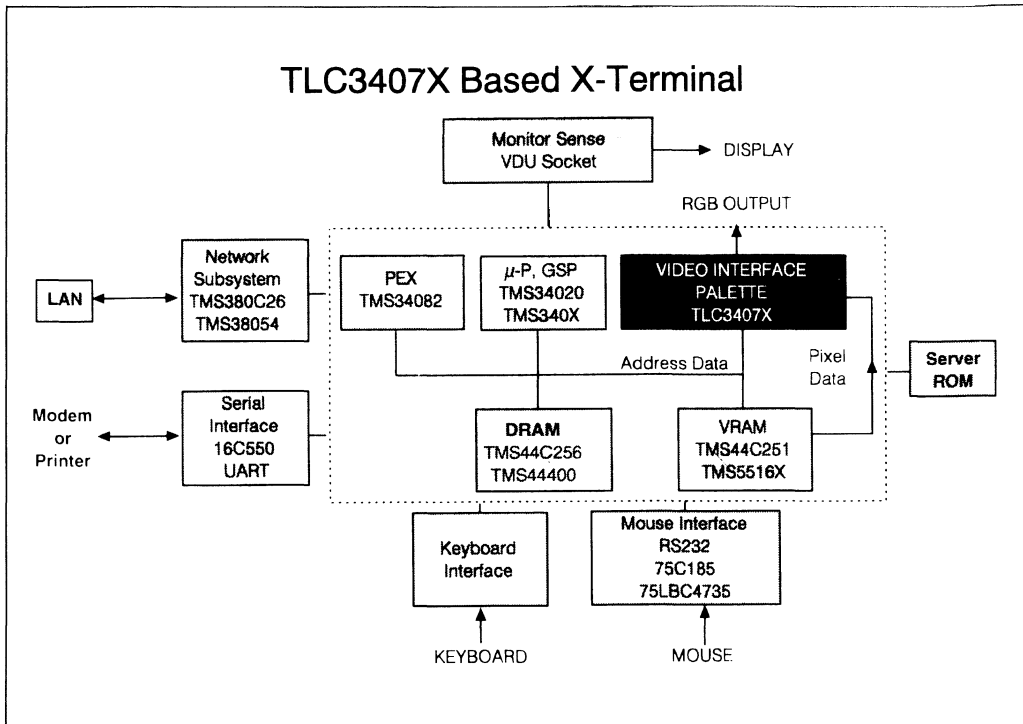 TLC3407X Based X-Terminal
Monitor Sense
VDU Socket
DISPLAY
RGB OUTPUT
LAN
Network
Subsystem
TMS380C26
TMS38054
PEX
TMS34082
μ-P, GSP
TMS34020
TMS340X
VIDEO INTERFACE
PALETTE
TLC3407X
Address Data
Pixel
Data
Server
ROM
Modem
or
Printer
Serial
Interface
16C550
UART
DRAM
TMS44C256
TMS44400
VRAM
TMS44C251
TMS5516X
Keyboard
Interface
Mouse Interface
RS232
75C185
75LBC4735
KEYBOARD
MOUSE